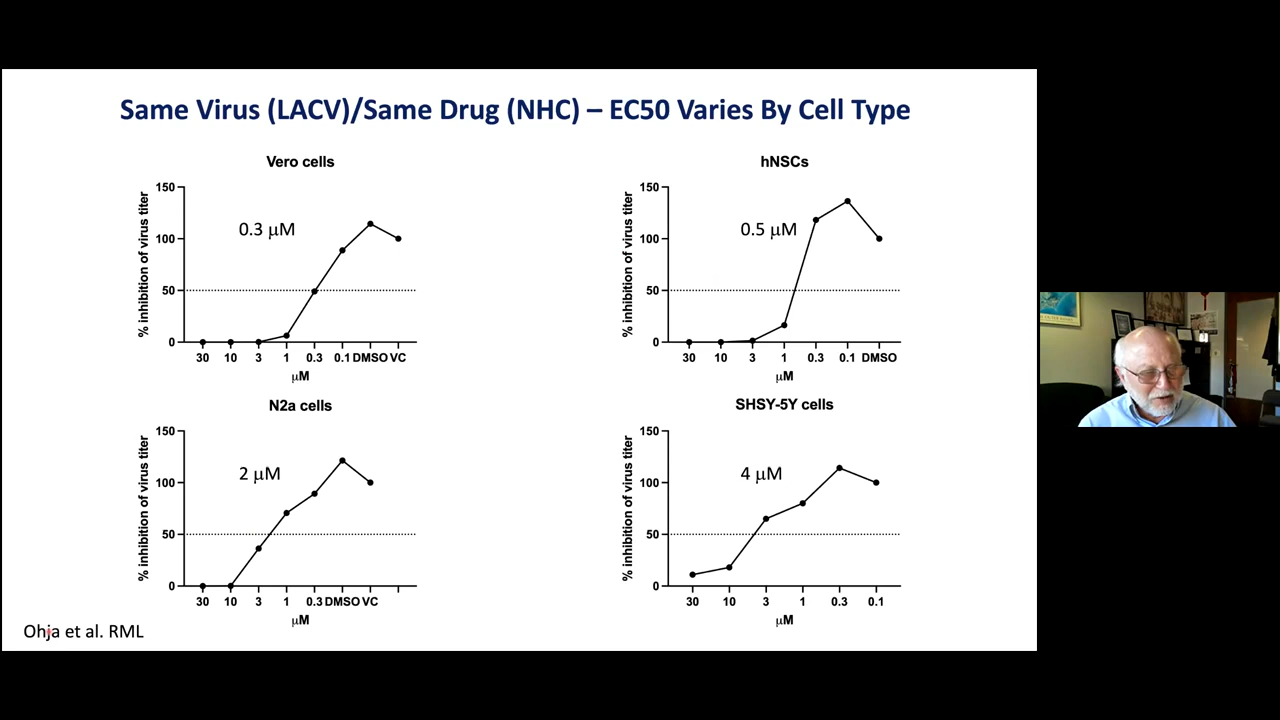 Same Virus (LACV)/Same Drug (NHC) – EC50 Varies By Cell Type
Vero cells
% inhibition of virus titer
150
100
50
0
0.3 µM
30 10 3 1 0.3 0.1 DMSO VC
µM
hNSCs
% inhibition of virus titer
150
100
50
0
0.5 µM
30 10 3 1 0.3 0.1 DMSO
µM
N2a cells
% inhibition of virus titer
150
100
50
0
2 µM
30 10 3 1 0.3 DMSO VC
µM
SHSY-5Y cells
% inhibition of virus titer
150
100
50
0
4 µM
30 10 3 1 0.3 0.1
µM
Ohja et al. RML